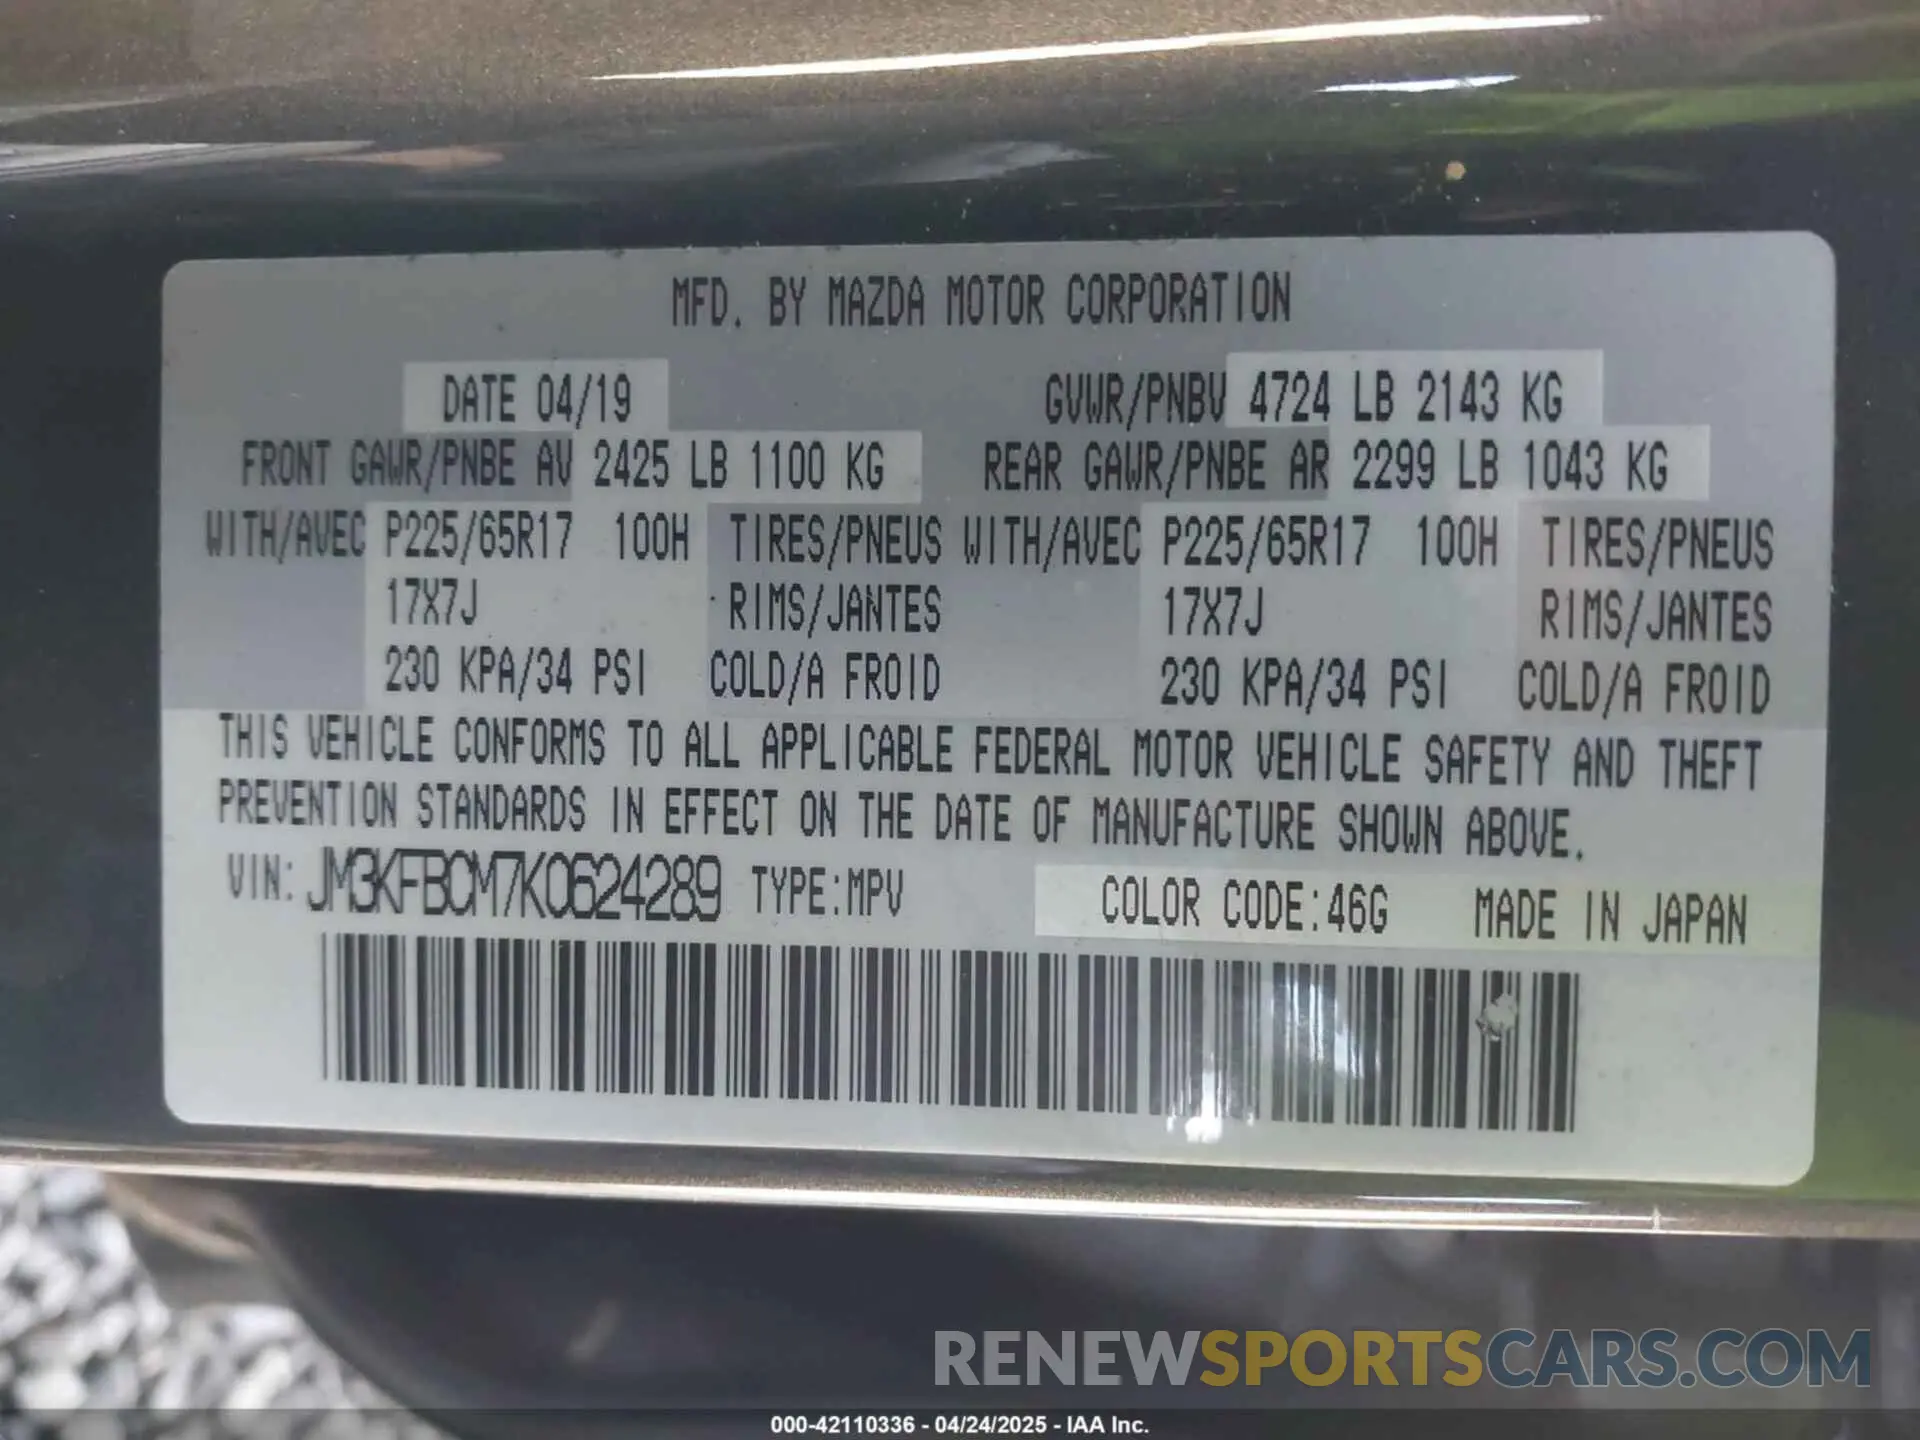 MFD. BY MAZDA MOTOR CORPORATION
DATE 04/19 GVWR/PNBV 4724 LB 2143 KG
FRONT GAWR/PNBE AV 2425 LB 1100 KG REAR GAWR/PNBE AR 2299 LB 1043 KG
WITH/AVEC P225/65R17 100H TIRES/PNEUS WITH/AVEC P225/65R17 100H TIRES/PNEUS
17X7J RIMS/JANTES 17X7J RIMS/JANTES
230 KPA/34 PSI COLD/A FROID 230 KPA/34 PSI COLD/A FROID
THIS VEHICLE CONFORMS TO ALL APPLICABLE FEDERAL MOTOR VEHICLE SAFETY AND THEFT
PREVENTION STANDARDS IN EFFECT ON THE DATE OF MANUFACTURE SHOWN ABOVE.
VIN: JM3KFBCM7K0624289 TYPE:MPV COLOR CODE:46G MADE IN JAPAN
RENEWSPORTSCARS.COM
000-42110336 - 04/24/2025 - IAA Inc.